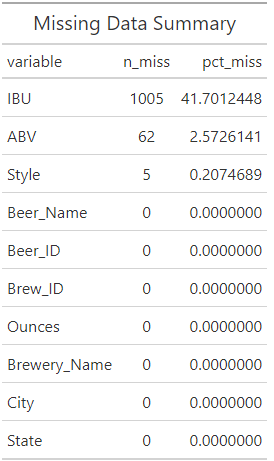 Missing Data Summary
variable n_miss pct_miss
IBU 1005 41.7012448
ABV 62 2.5726141
Style 5 0.2074689
Beer_Name 0 0.0000000
Beer_ID 0 0.0000000
Brew_ID 0 0.0000000
Ounces 0 0.0000000
Brewery_Name 0 0.0000000
City 0 0.0000000
State 0 0.0000000